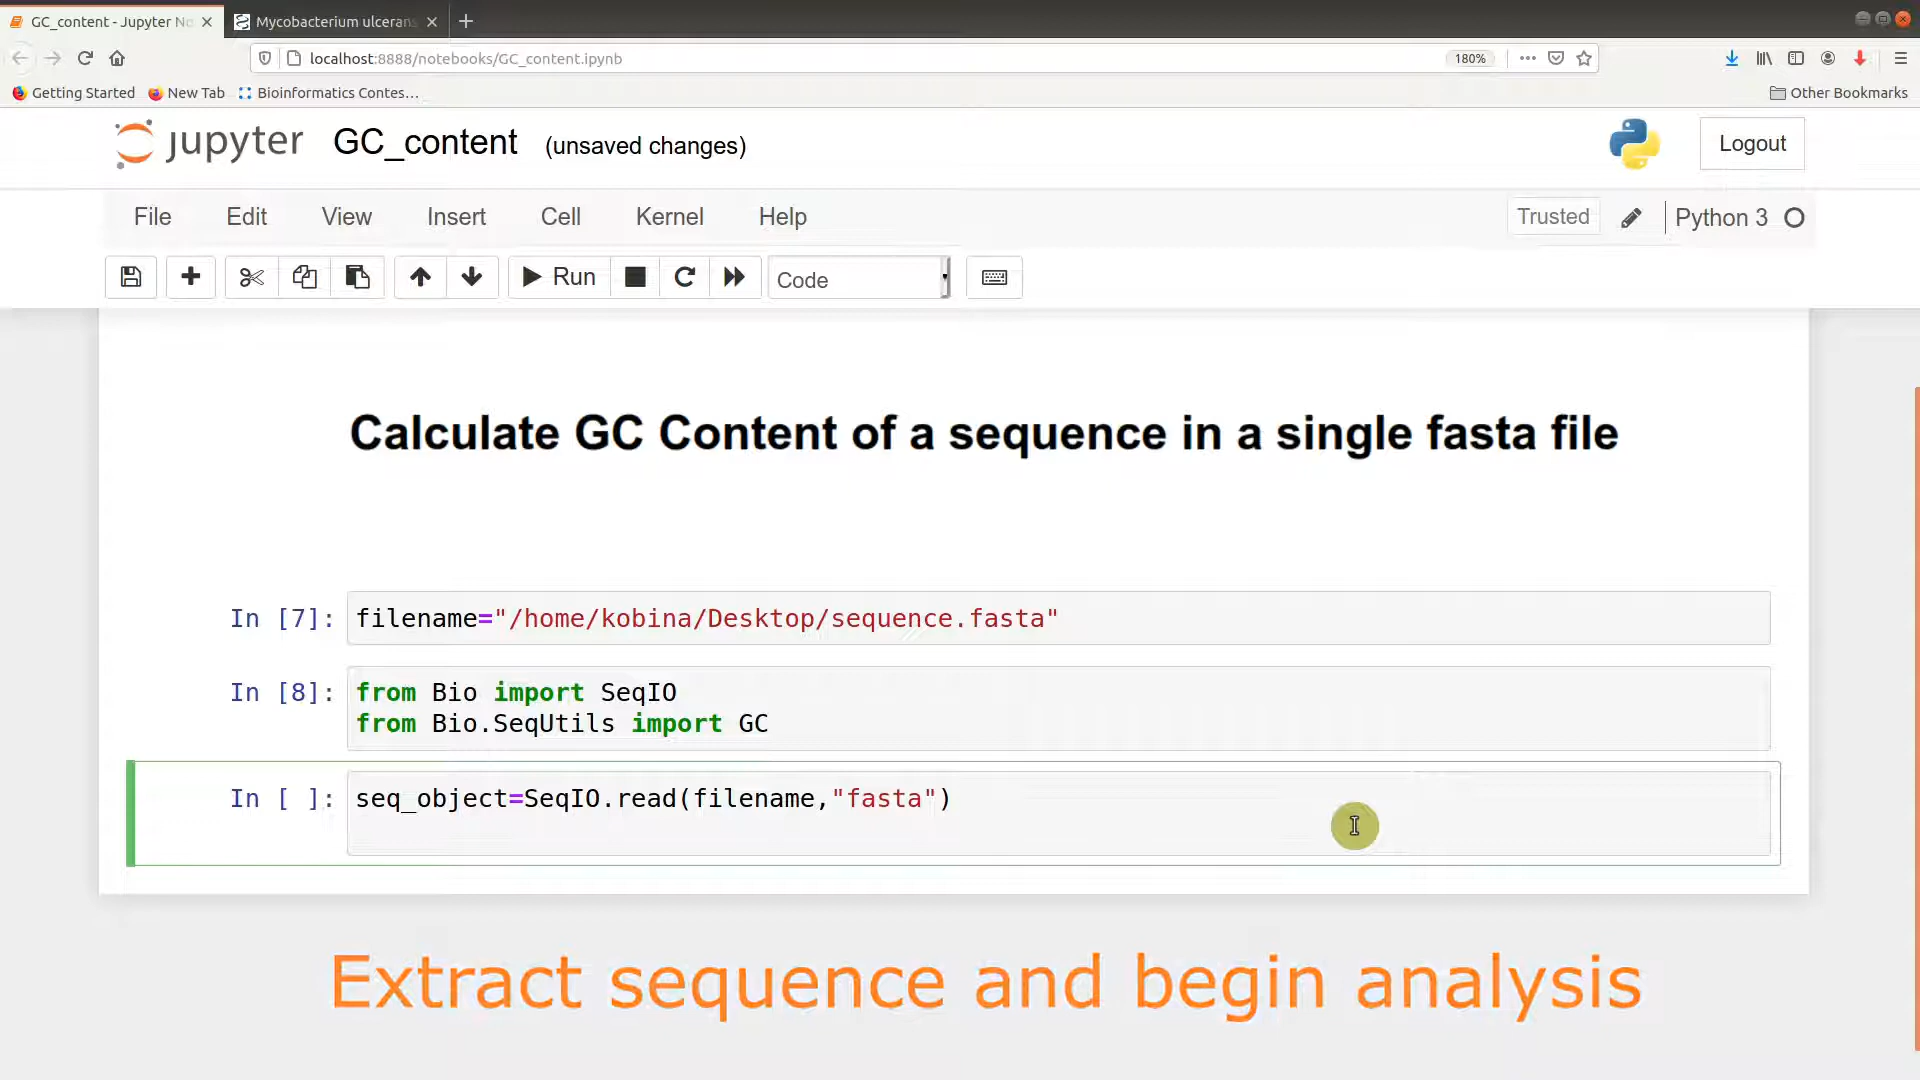 GC_content - Jupyter No
Mycobacterium ulcerans
localhost:8888/notebooks/GC_content.ipynb
180%
Getting Started
New Tab
Bioinformatics Contes…
Other Bookmarks
jupyter
GC_content
(unsaved changes)
Logout
File
Edit
View
Insert
Cell
Kernel
Help
Trusted
Python 3
Run
Code
Calculate GC Content of a sequence in a single fasta file
In [7]: filename="/home/kobina/Desktop/sequence.fasta"
In [8]: from Bio import SeqIO
from Bio.SeqUtils import GC
In [ ]: seq_object=SeqIO.read(filename,"fasta")
Extract sequence and begin analysis